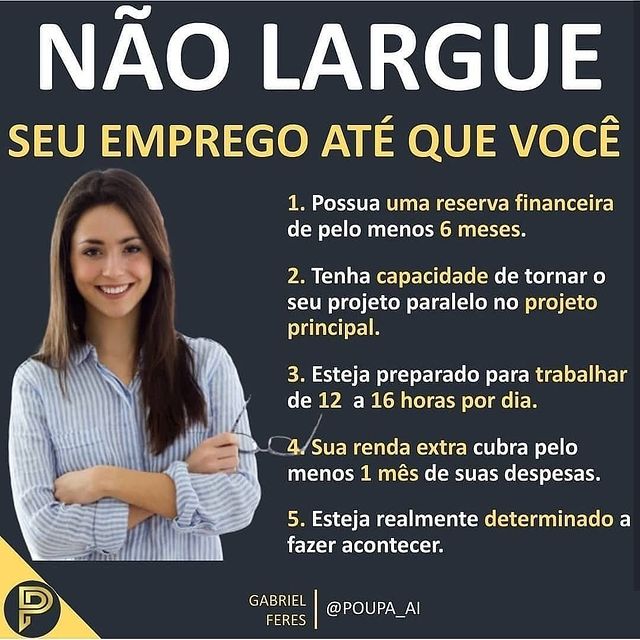 NÃO LARGUE
SEU EMPREGO ATÉ QUE VOCÊ
1. Possua uma reserva financeira
de pelo menos 6 meses.
2. Tenha capacidade de tornar o
seu projeto paralelo no projeto
principal.
3. Esteja preparado para trabalhar
de 12 a 16 horas por dia.
4. Sua renda extra cubra pelo
menos 1 mês de suas despesas.
5. Esteja realmente determinado a
fazer acontecer.
GABRIEL
FERES
@POUPA_AI
P